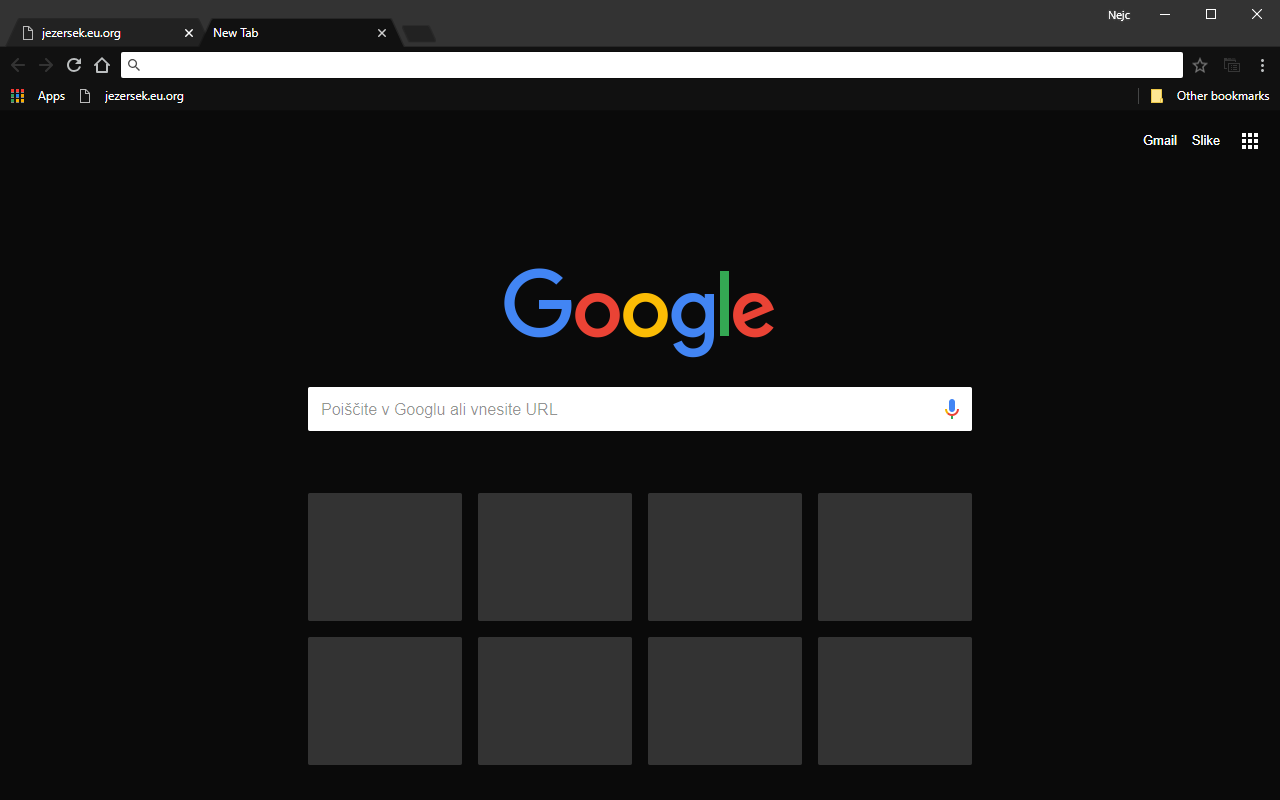 Nejc
jezersek.eu.org
New Tab
Apps
jezersek.eu.org
Other bookmarks
Gmail
Slike
Google
Poiščite v Googlu ali vnesite URL